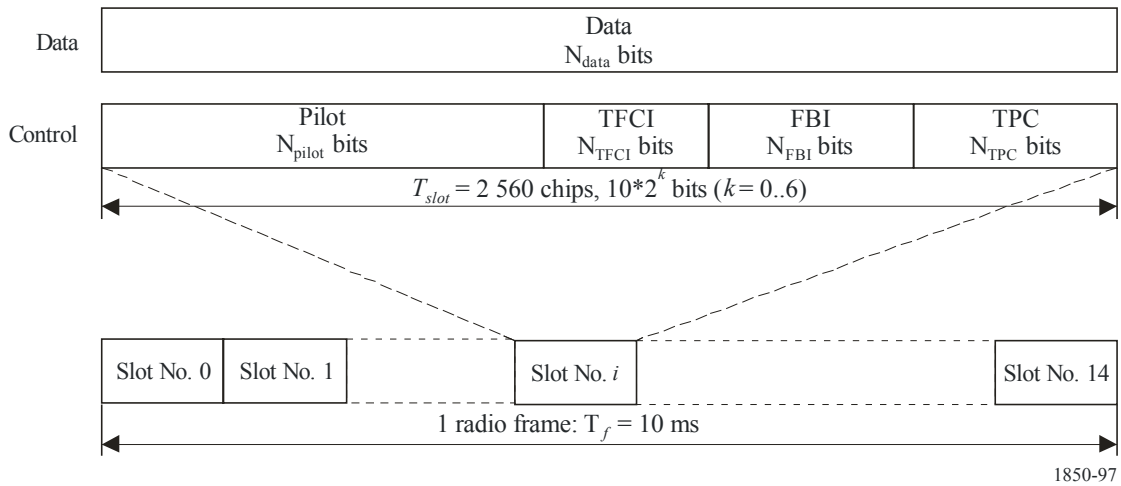 Data
Data
N_data bits
Control
Pilot
N_pilot bits
TFCI
N_TFCI bits
FBI
N_FBI bits
TPC
N_TPC bits
T_slot = 2 560 chips, 10*2^k bits (k = 0..6)
Slot No. 0
Slot No. 1
Slot No. i
Slot No. 14
1 radio frame: T_f = 10 ms
1850-97